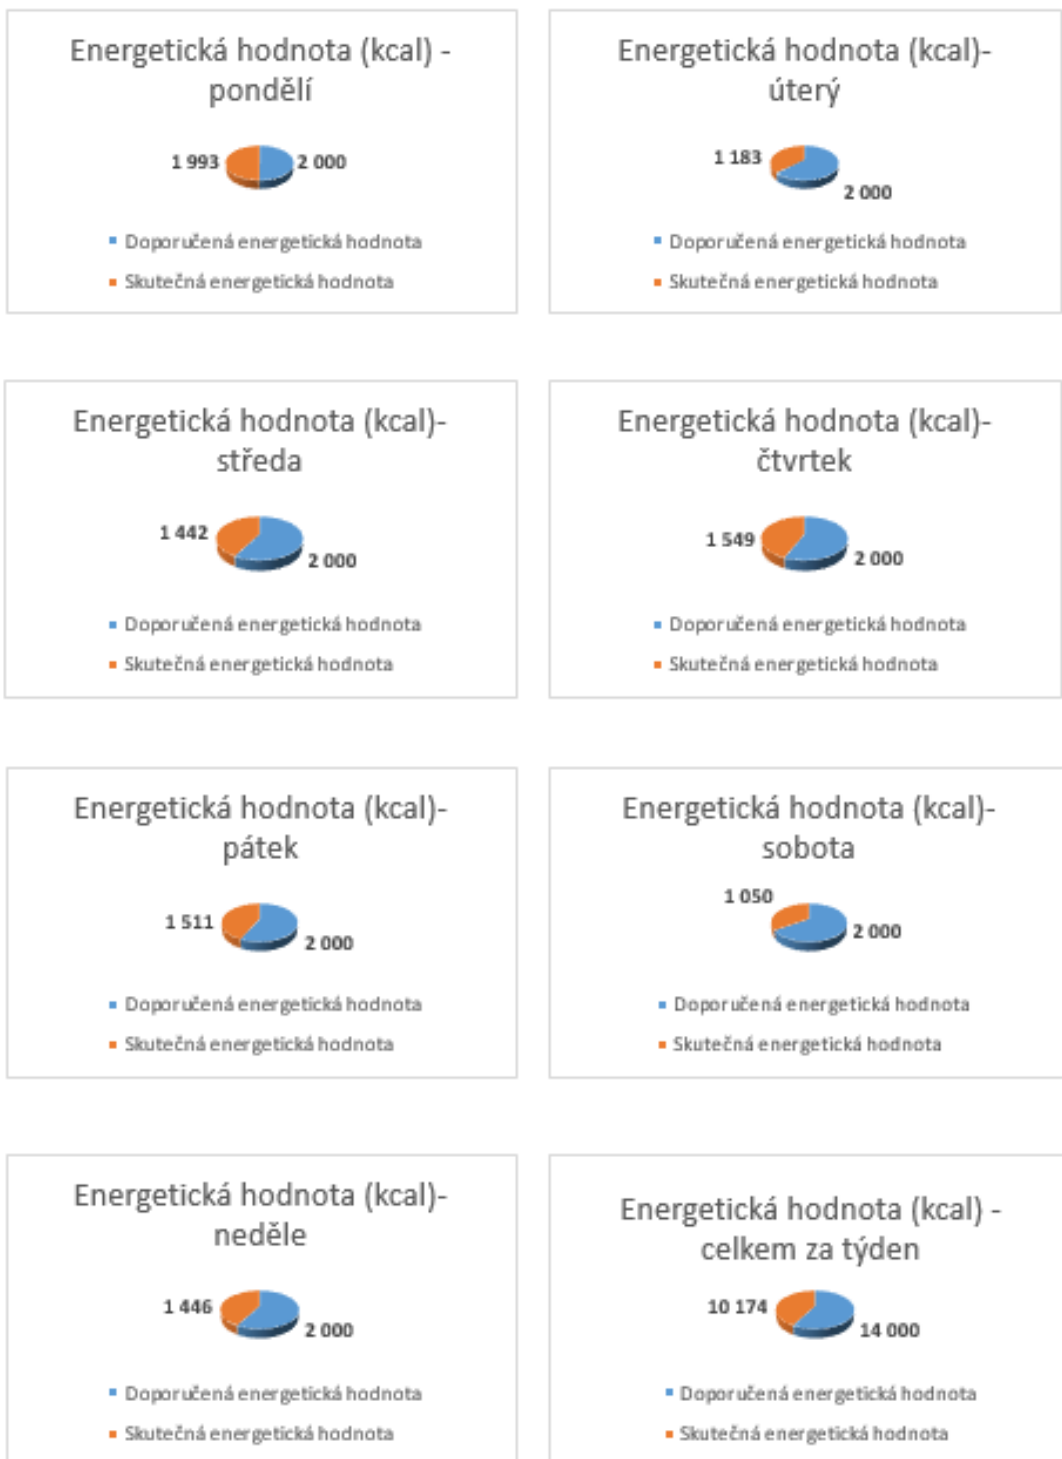 Energetická hodnota (kcal) -
pondělí
1 993
2 000
Doporučená energetická hodnota
Skutečná energetická hodnota
Energetická hodnota (kcal)-
úterý
1 183
2 000
Doporučená energetická hodnota
Skutečná energetická hodnota
Energetická hodnota (kcal)-
středa
1 442
2 000
Doporučená energetická hodnota
Skutečná energetická hodnota
Energetická hodnota (kcal)-
čtvrtek
1 549
2 000
Doporučená energetická hodnota
Skutečná energetická hodnota
Energetická hodnota (kcal)-
pátek
1 511
2 000
Doporučená energetická hodnota
Skutečná energetická hodnota
Energetická hodnota (kcal)-
sobota
1 050
2 000
Doporučená energetická hodnota
Skutečná energetická hodnota
Energetická hodnota (kcal)-
neděle
1 446
2 000
Doporučená energetická hodnota
Skutečná energetická hodnota
Energetická hodnota (kcal) -
celkem za týden
10 174
14 000
Doporučená energetická hodnota
Skutečná energetická hodnota